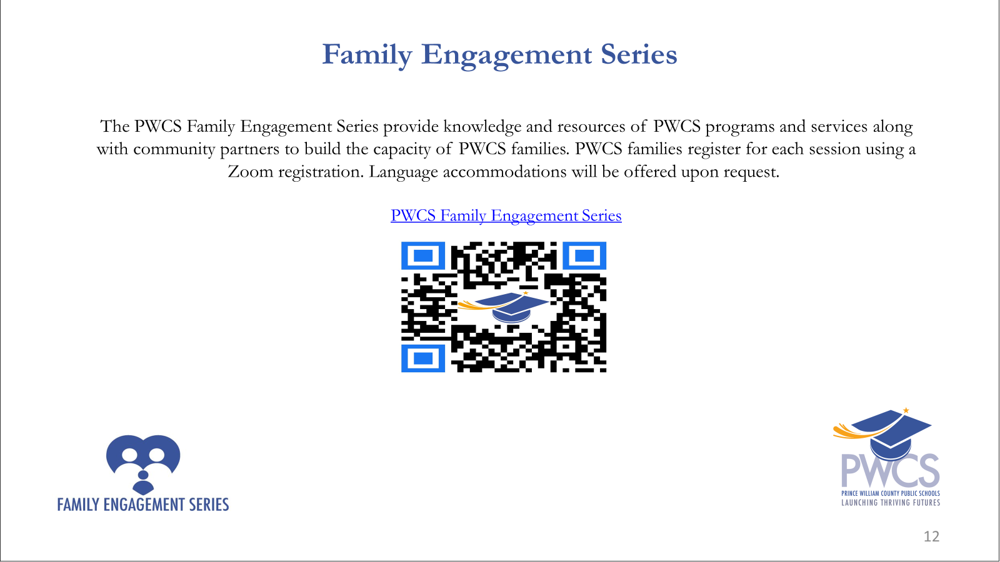 Family Engagement Series
The PWCS Family Engagement Series provide knowledge and resources of PWCS programs and services along
with community partners to build the capacity of PWCS families. PWCS families register for each session using a
Zoom registration. Language accommodations will be offered upon request.
PWCS Family Engagement Series
FAMILY ENGAGEMENT SERIES
PWCS
PRINCE WILLIAM COUNTY PUBLIC SCHOOLS
LAUNCHING THRIVING FUTURES
12